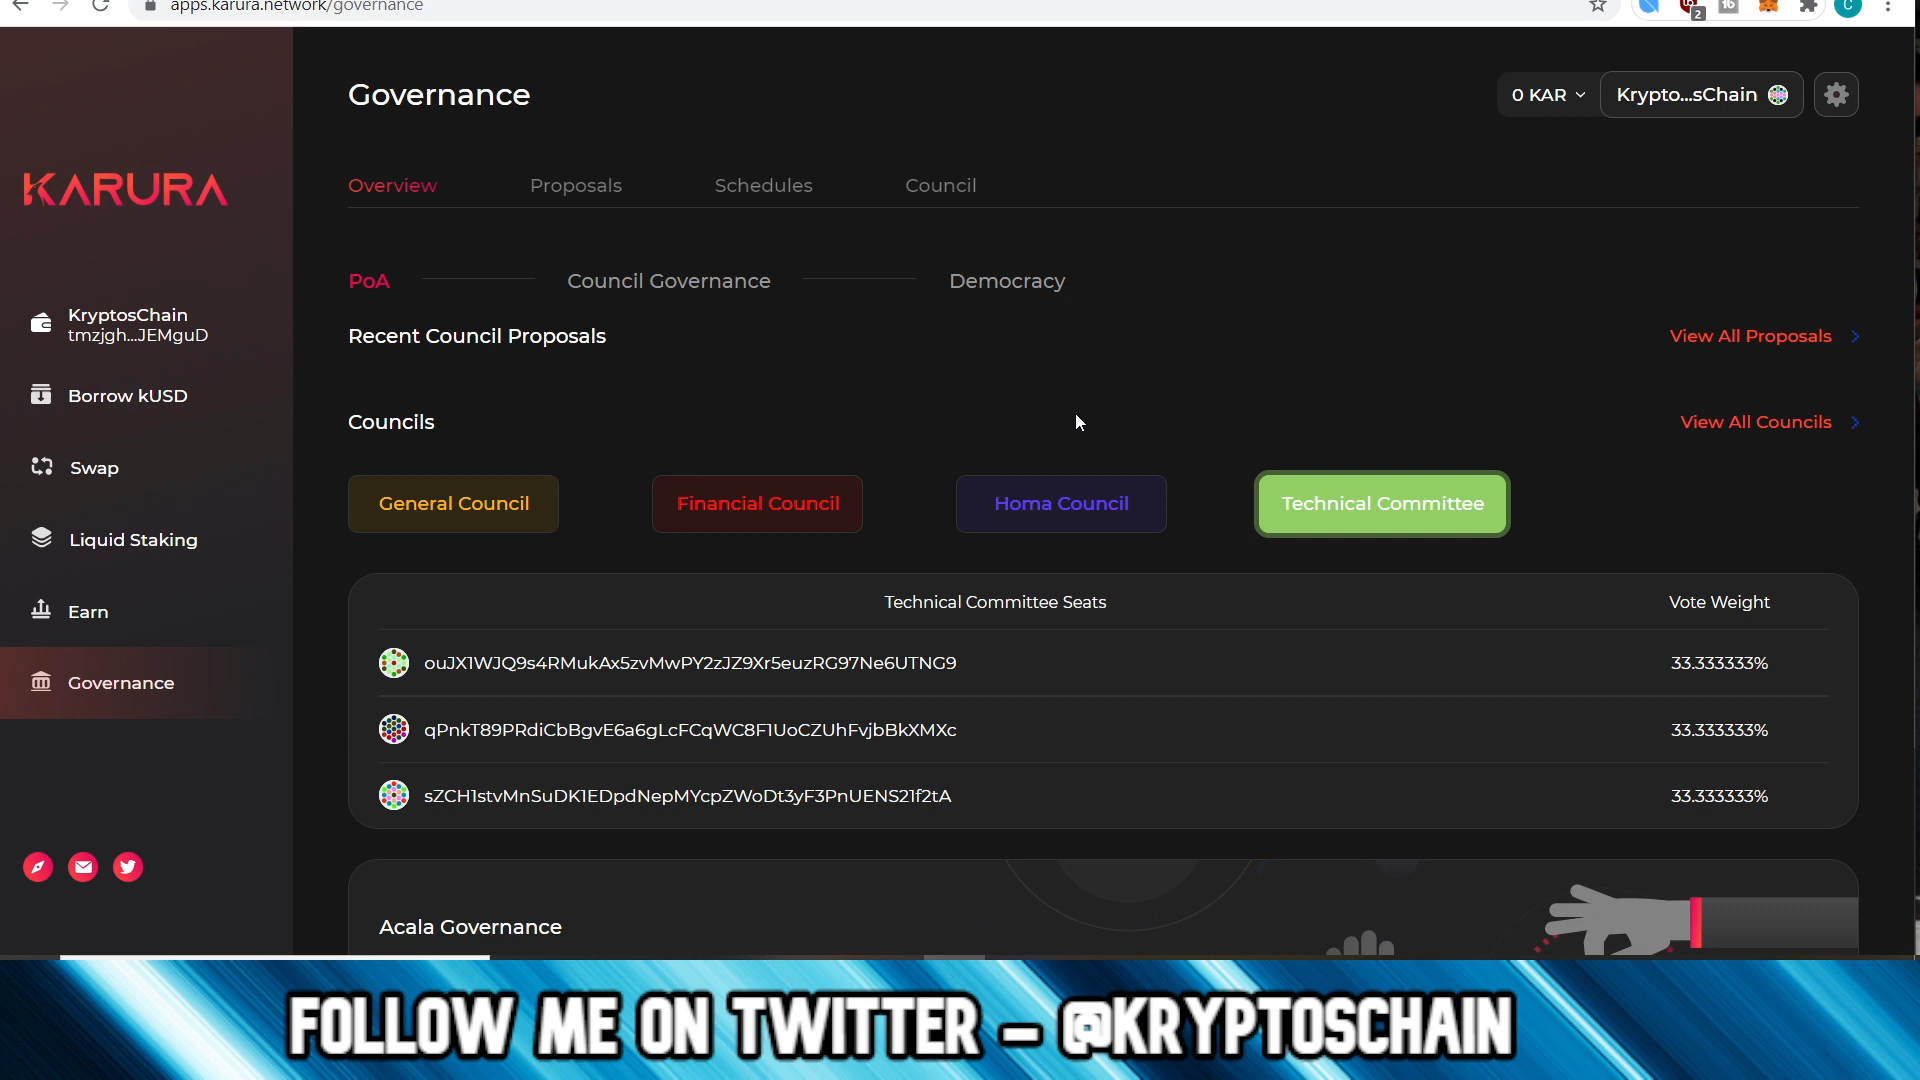 apps.karura.network/governance
2
C
Governance
0 KAR
Krypto...sChain
KARURA
Overview
Proposals
Schedules
Council
PoA
Council Governance
Democracy
KryptosChain
tmzjgh...JEMguD
Recent Council Proposals
View All Proposals
Borrow kUSD
Councils
View All Councils
Swap
General Council
Financial Council
Homa Council
Technical Committee
Liquid Staking
Earn
Technical Committee Seats
Vote Weight
ouJX1WJQ9s4RMukAx5zvMwPY2zJZ9Xr5euzRG97Ne6UTNG9
33.333333%
Governance
qPnkT89PRdiCbBgvE6a6gLcFCqWC8F1UoCZUhFvjbBkXMXc
33.333333%
sZCH1stvMnSuDK1EDpdNepMYcpZWoDt3yF3PnUENS21f2tA
33.333333%
Acala Governance
FOLLOW ME ON TWITTER – @KRYPTOSCHAIN